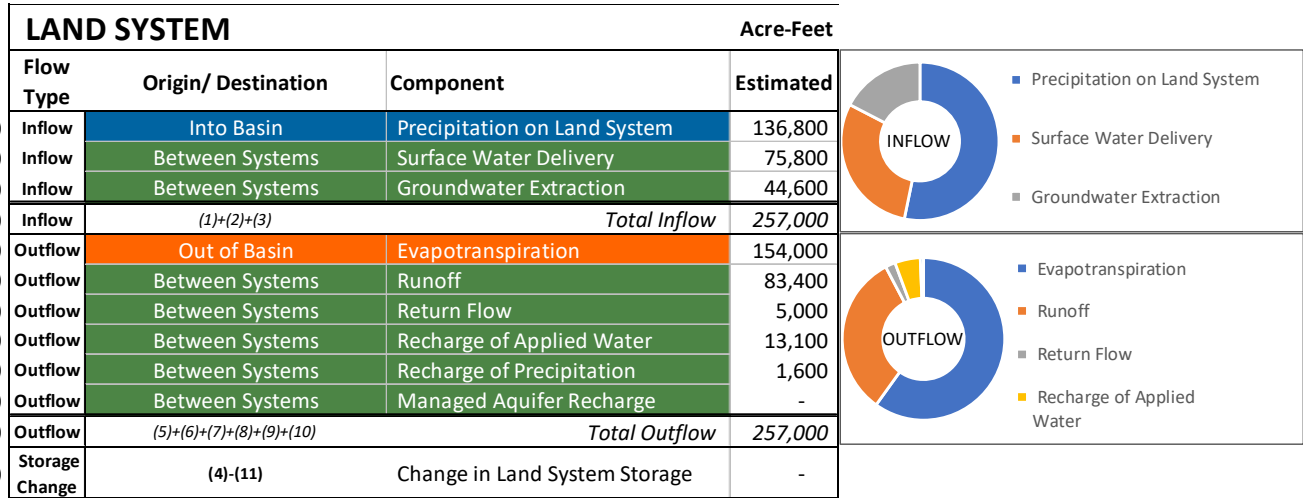 LAND SYSTEM Acre-Feet
Flow Type Origin/ Destination Component Estimated
) Inflow Into Basin Precipitation on Land System 136,800
) Inflow Between Systems Surface Water Delivery 75,800
) Inflow Between Systems Groundwater Extraction 44,600
) Inflow (1)+(2)+(3) Total Inflow 257,000
) Outflow Out of Basin Evapotranspiration 154,000
) Outflow Between Systems Runoff 83,400
) Outflow Between Systems Return Flow 5,000
) Outflow Between Systems Recharge of Applied Water 13,100
) Outflow Between Systems Recharge of Precipitation 1,600
) Outflow Between Systems Managed Aquifer Recharge -
) Outflow (5)+(6)+(7)+(8)+(9)+(10) Total Outflow 257,000
) Storage Change (4)-(11) Change in Land System Storage -
INFLOW
Precipitation on Land System
Surface Water Delivery
Groundwater Extraction
OUTFLOW
Evapotranspiration
Runoff
Return Flow
Recharge of Applied
Water